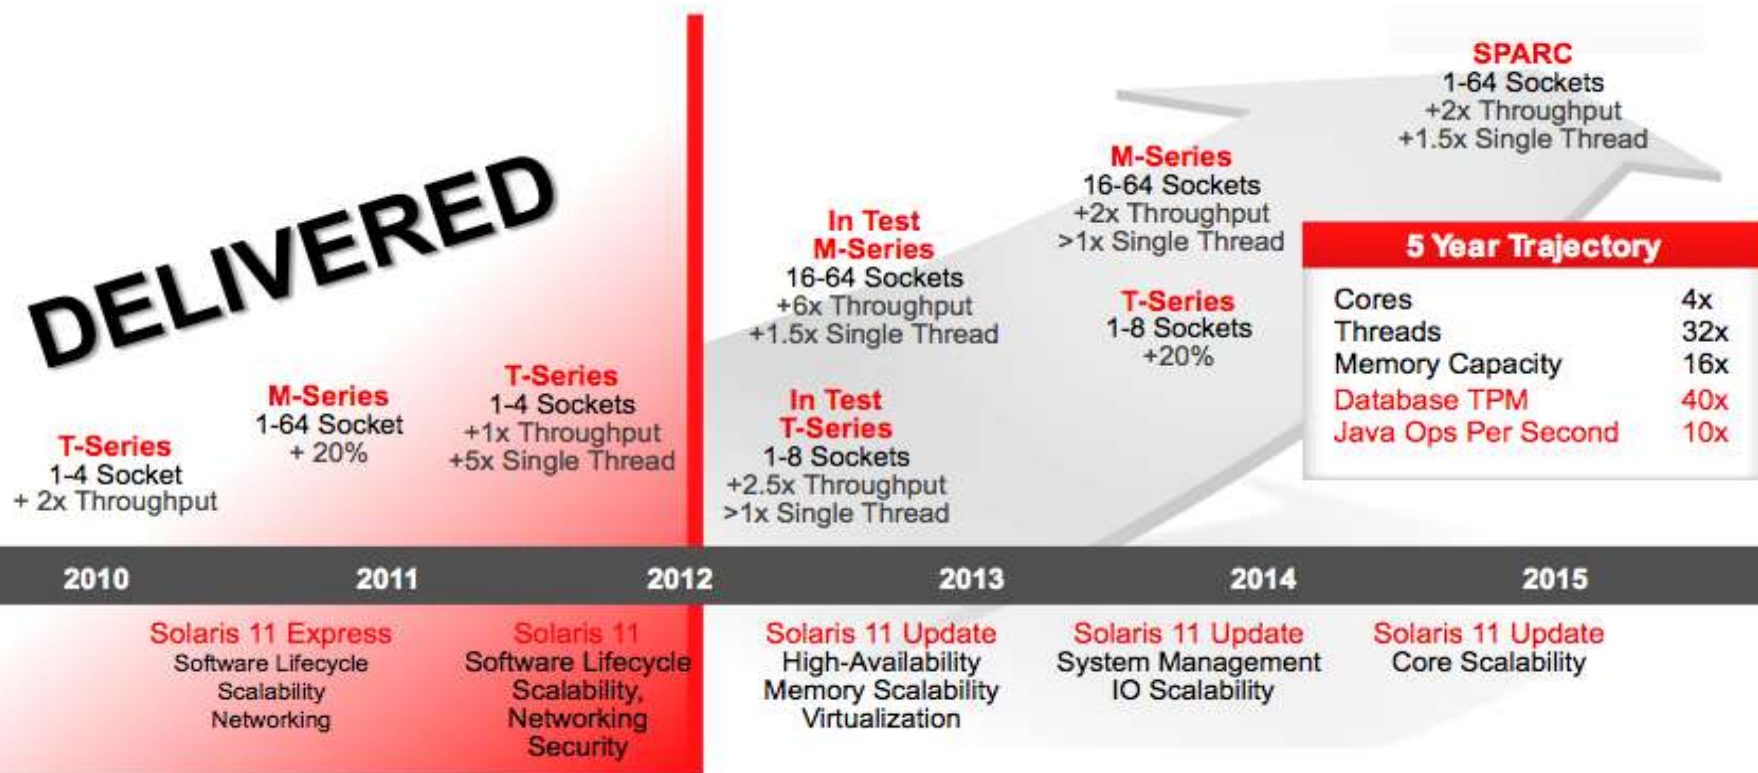 DELIVERED
T-Series
1-4 Socket
+ 2x Throughput
M-Series
1-64 Socket
+ 20%
T-Series
1-4 Sockets
+1x Throughput
+5x Single Thread
In Test
M-Series
16-64 Sockets
+6x Throughput
+1.5x Single Thread
In Test
T-Series
1-8 Sockets
+2.5x Throughput
>1x Single Thread
M-Series
16-64 Sockets
+2x Throughput
>1x Single Thread
T-Series
1-8 Sockets
+20%
SPARC
1-64 Sockets
+2x Throughput
+1.5x Single Thread
5 Year Trajectory
Cores 4x
Threads 32x
Memory Capacity 16x
Database TPM 40x
Java Ops Per Second 10x
2010 2011 2012 2013 2014 2015
Solaris 11 Express
Software Lifecycle
Scalability
Networking
Solaris 11
Software Lifecycle
Scalability,
Networking
Security
Solaris 11 Update
High-Availability
Memory Scalability
Virtualization
Solaris 11 Update
System Management
IO Scalability
Solaris 11 Update
Core Scalability